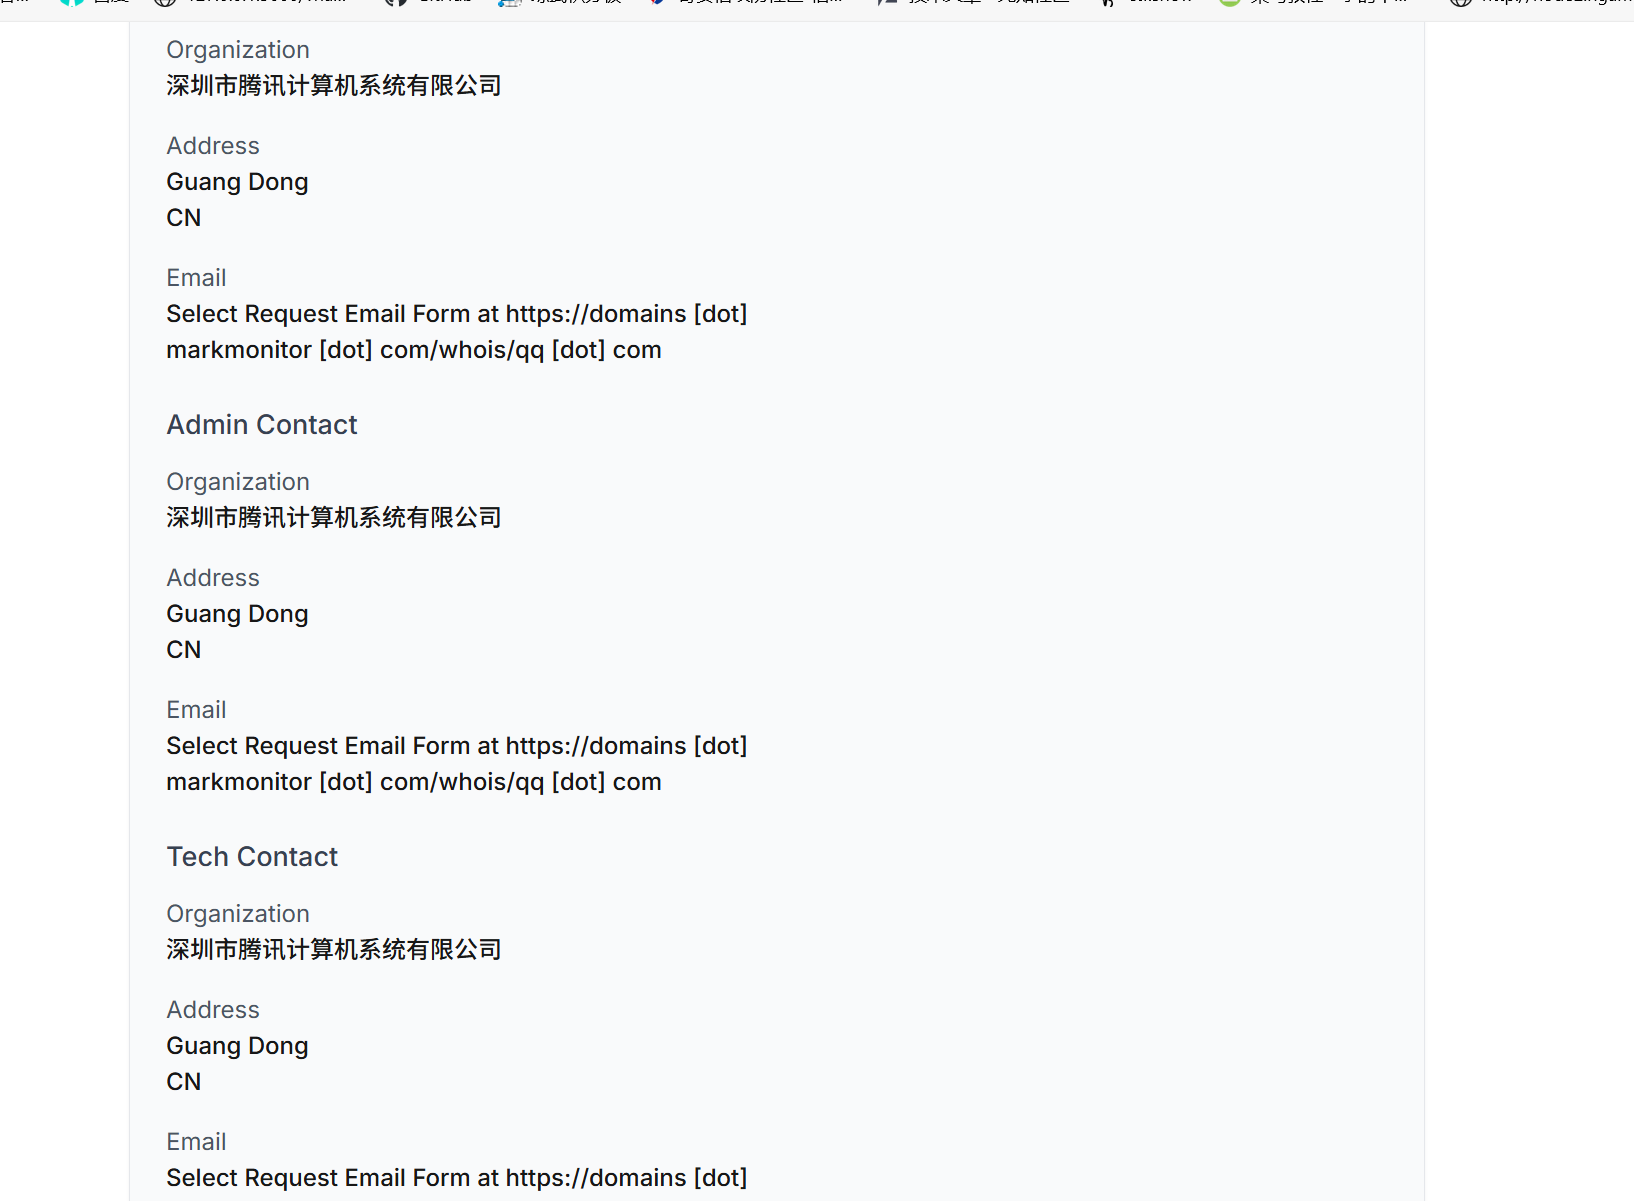 Organization
深圳市腾讯计算机系统有限公司
Address
Guang Dong
CN
Email
Select Request Email Form at https://domains [dot]
markmonitor [dot] com/whois/qq [dot] com
Admin Contact
Organization
深圳市腾讯计算机系统有限公司
Address
Guang Dong
CN
Email
Select Request Email Form at https://domains [dot]
markmonitor [dot] com/whois/qq [dot] com
Tech Contact
Organization
深圳市腾讯计算机系统有限公司
Address
Guang Dong
CN
Email
Select Request Email Form at https://domains [dot]